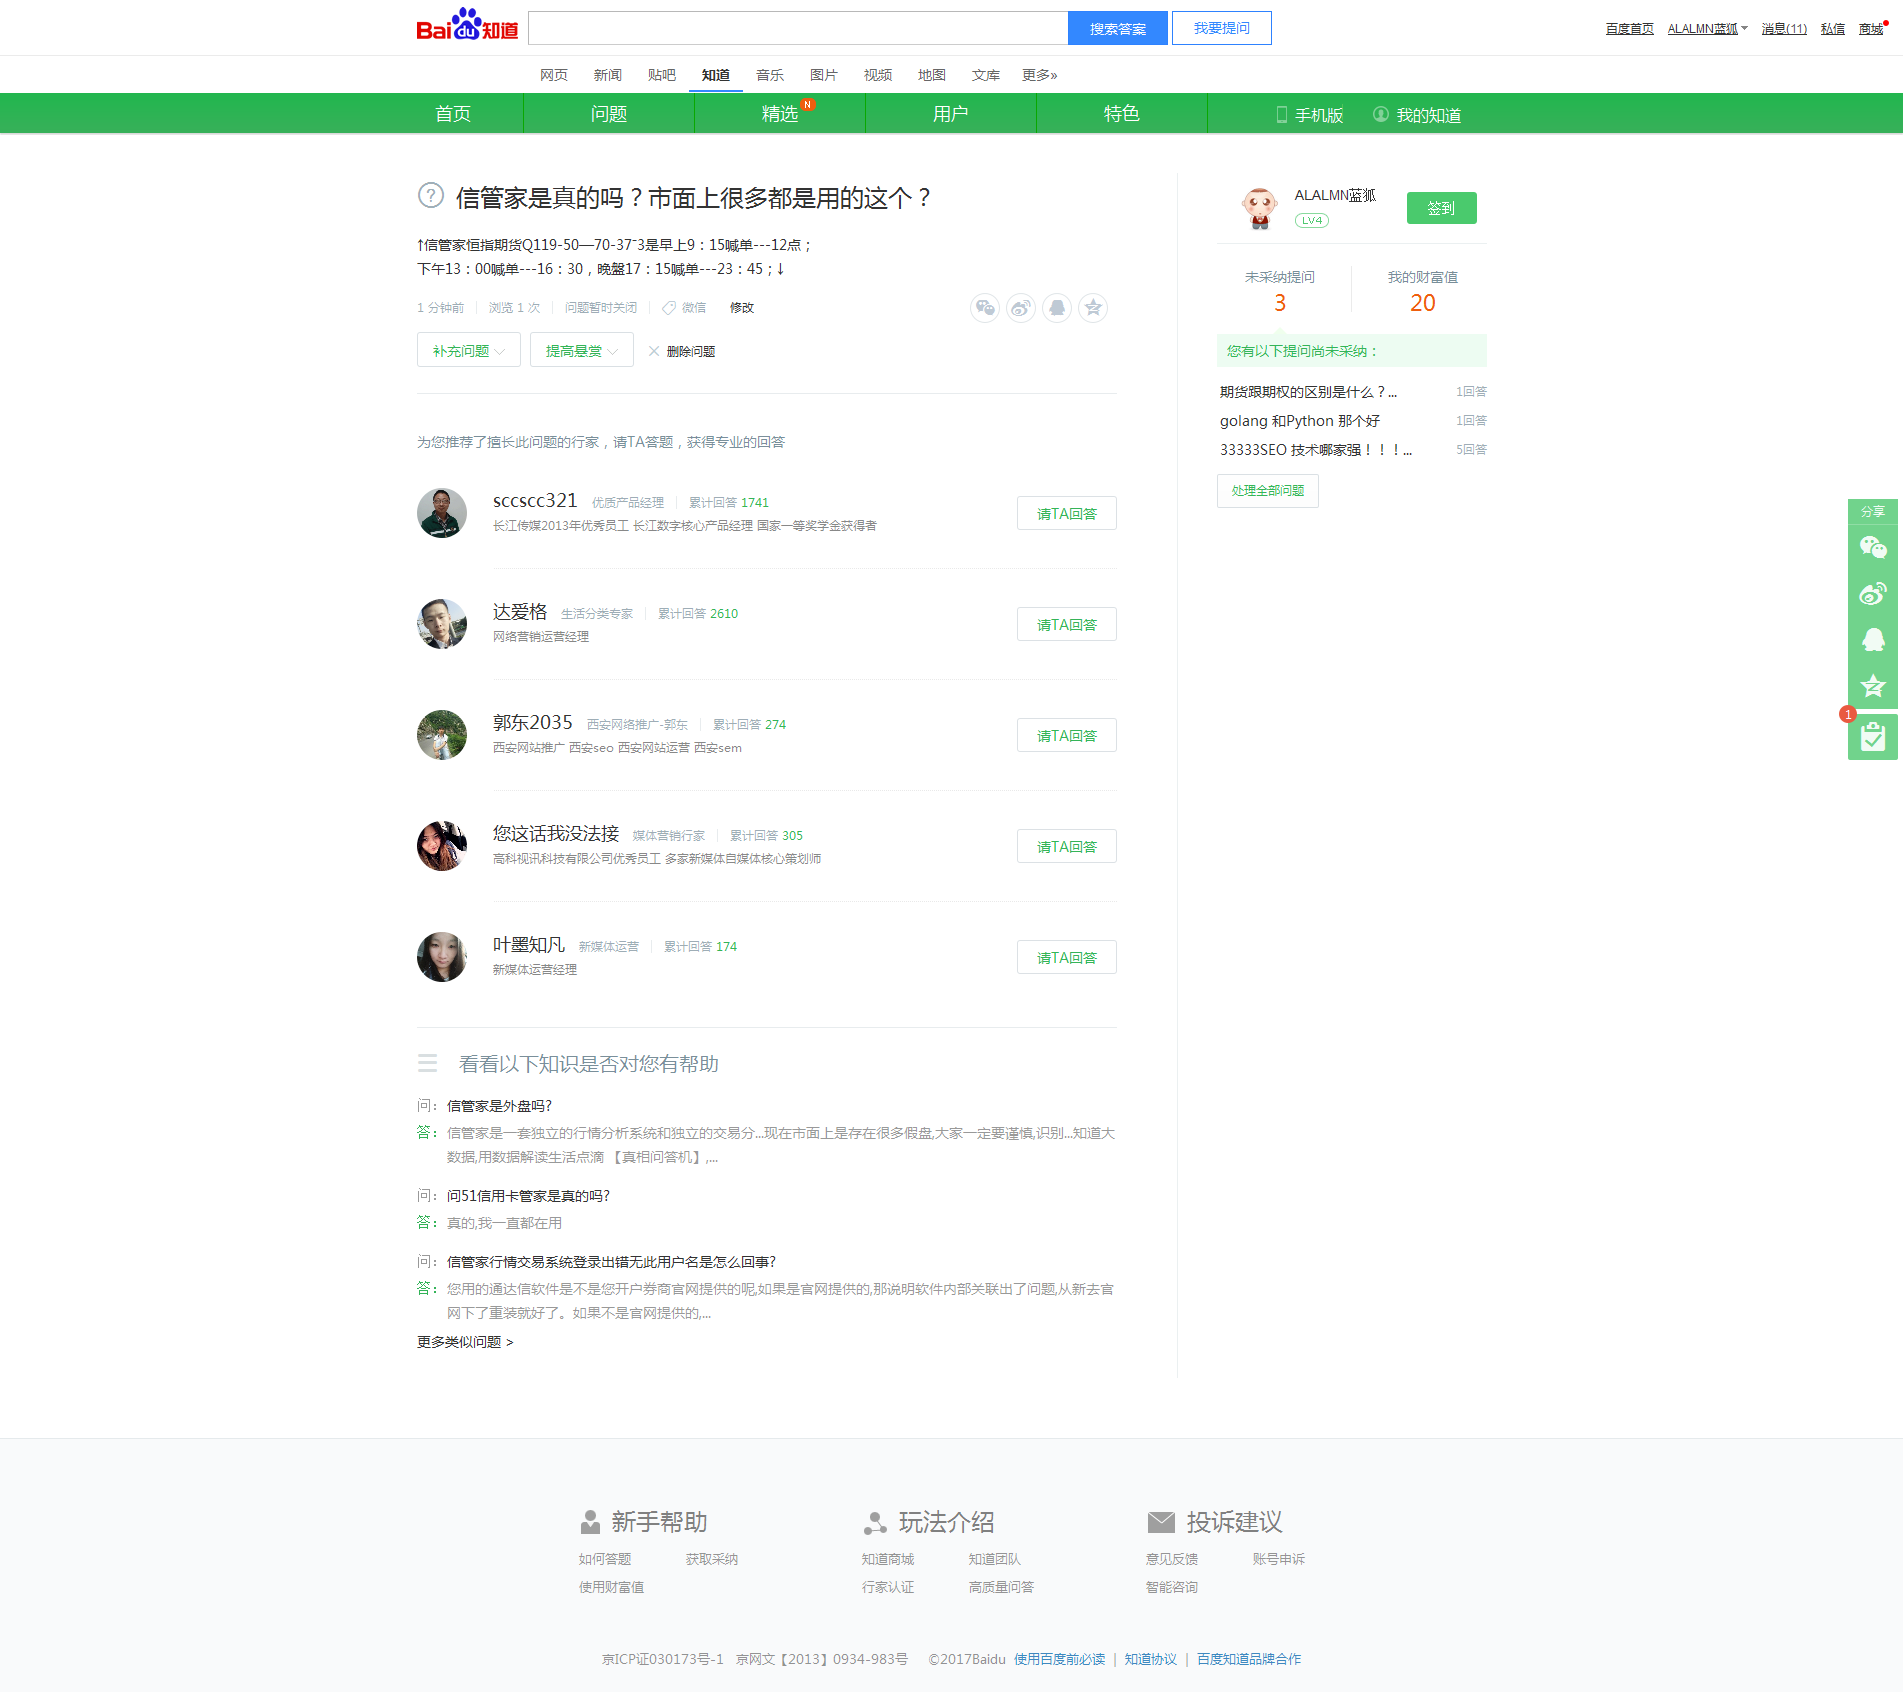 Bai du 知道
搜索答案
我要提问
百度首页 ALALMN蓝狐 消息(11) 私信 商城
网页 新闻 贴吧 知道 音乐 图片 视频 地图 文库 更多»
首页 问题 精选 N 用户 特色 手机版 我的知道
? 信管家是真的吗？市面上很多都是用的这个？
↑信管家恒指期货Q119-50—70-37ˉ3是早上9：15喊单---12点；
下午13：00喊单---16：30，晚盤17：15喊单---23：45；↓
1 分钟前 浏览 1 次 问题暂时关闭 微信 修改
补充问题 提高悬赏 删除问题
为您推荐了擅长此问题的行家，请TA答题，获得专业的回答
sccscc321 优质产品经理 累计回答 1741
长江传媒2013年优秀员工 长江数字核心产品经理 国家一等奖学金获得者
请TA回答
达爱格 生活分类专家 累计回答 2610
网络营销运营经理
请TA回答
郭东2035 西安网络推广-郭东 累计回答 274
西安网站推广 西安seo 西安网站运营 西安sem
请TA回答
您这话我没法接 媒体营销行家 累计回答 305
高科视讯科技有限公司优秀员工 多家新媒体自媒体核心策划师
请TA回答
叶墨知凡 新媒体运营 累计回答 174
新媒体运营经理
请TA回答
看看以下知识是否对您有帮助
问： 信管家是外盘吗?
答： 信管家是一套独立的行情分析系统和独立的交易分...现在市面上是存在很多假盘,大家一定要谨慎,识别...知道大
数据,用数据解读生活点滴 【真相问答机】,...
问： 问51信用卡管家是真的吗?
答： 真的,我一直都在用
问： 信管家行情交易系统登录出错无此用户名是怎么回事?
答： 您用的通达信软件是不是您开户券商官网提供的呢,如果是官网提供的,那说明软件内部关联出了问题,从新去官
网下了重装就好了。如果不是官网提供的,...
更多类似问题 >
ALALMN蓝狐
LV4
签到
未采纳提问 我的财富值
3 20
您有以下提问尚未采纳：
期货跟期权的区别是什么？... 1回答
golang 和Python 那个好 1回答
33333SEO 技术哪家强！！！... 5回答
处理全部问题
分享
1
新手帮助 玩法介绍 投诉建议
如何答题 获取采纳 知道商城 知道团队 意见反馈 账号申诉
使用财富值 行家认证 高质量问答 智能咨询
京ICP证030173号-1 京网文【2013】0934-983号 ©2017Baidu 使用百度前必读 | 知道协议 | 百度知道品牌合作